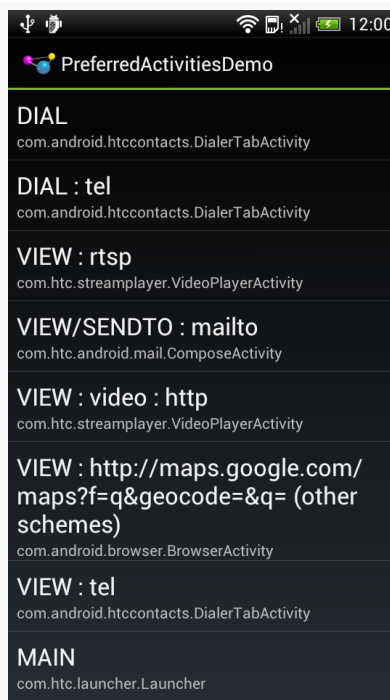 12:00
PreferredActivitiesDemo
DIAL
com.android.htccontacts.DialerTabActivity
DIAL : tel
com.android.htccontacts.DialerTabActivity
VIEW : rtsp
com.htc.streamplayer.VideoPlayerActivity
VIEW/SENDTO : mailto
com.htc.android.mail.ComposeActivity
VIEW : video : http
com.htc.streamplayer.VideoPlayerActivity
VIEW : http://maps.google.com/
maps?f=q&geocode=&q= (other
schemes)
com.android.browser.BrowserActivity
VIEW : tel
com.android.htccontacts.DialerTabActivity
MAIN
com.htc.launcher.Launcher